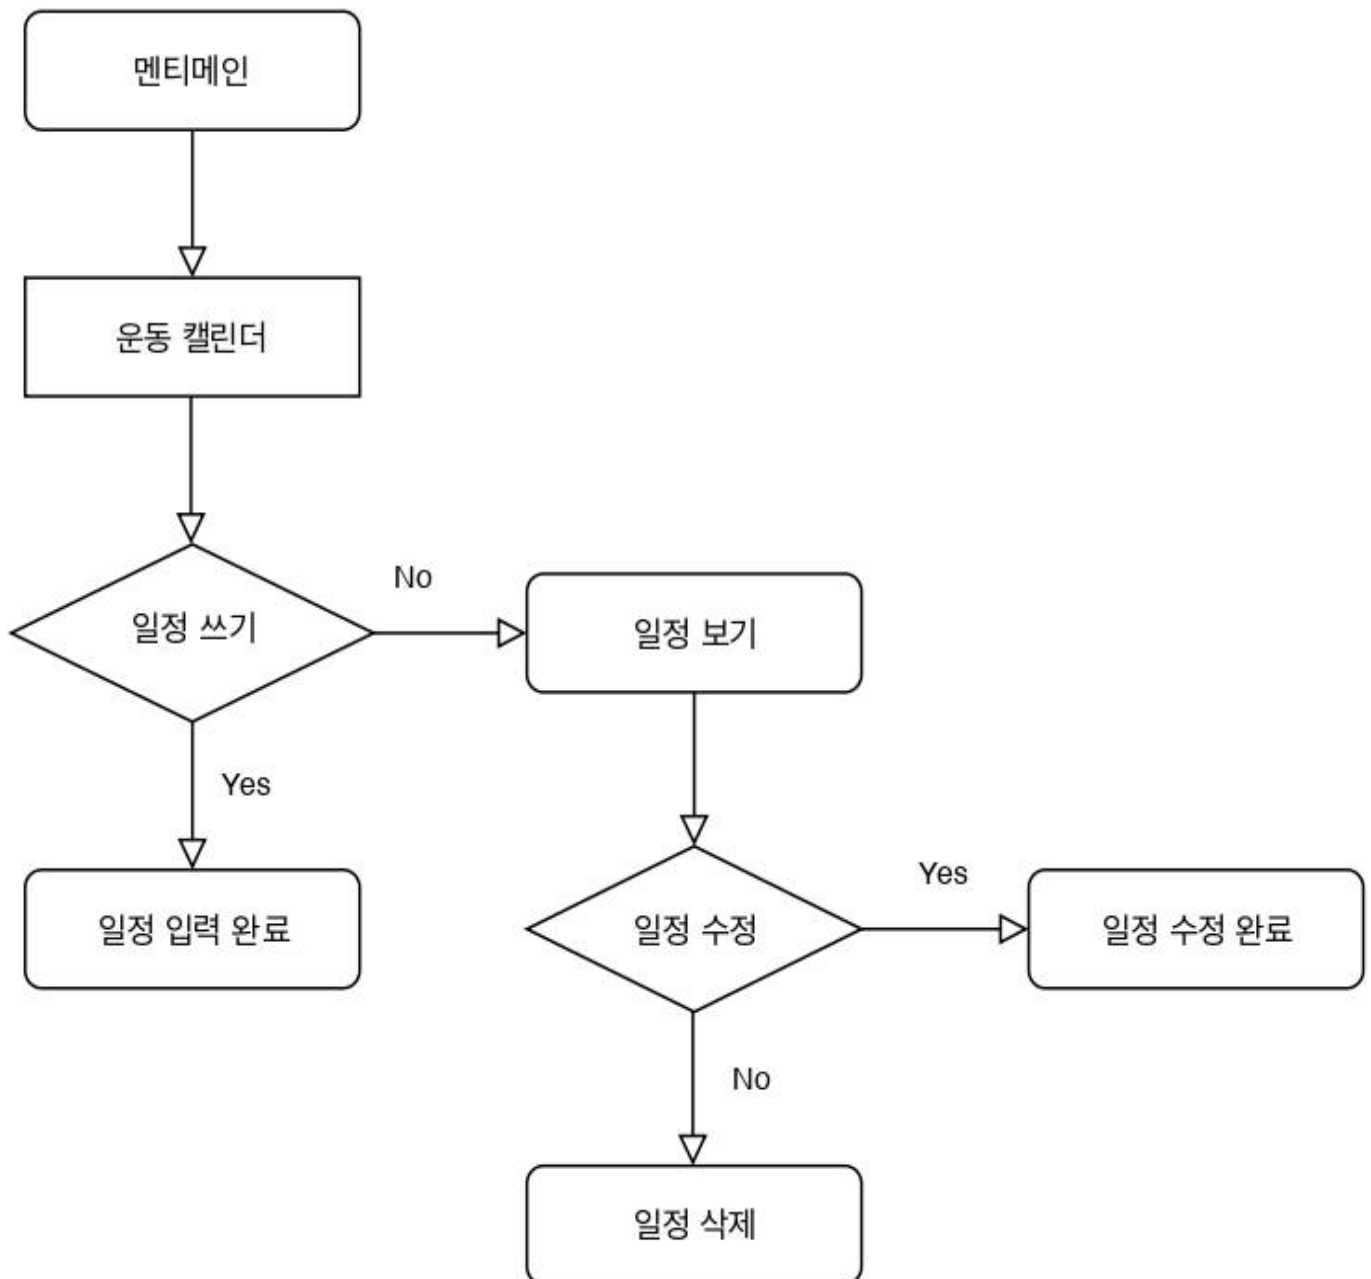 멘티메인
운동 캘린더
일정 쓰기
No
일정 보기
Yes
일정 입력 완료
일정 수정
Yes
일정 수정 완료
No
일정 삭제